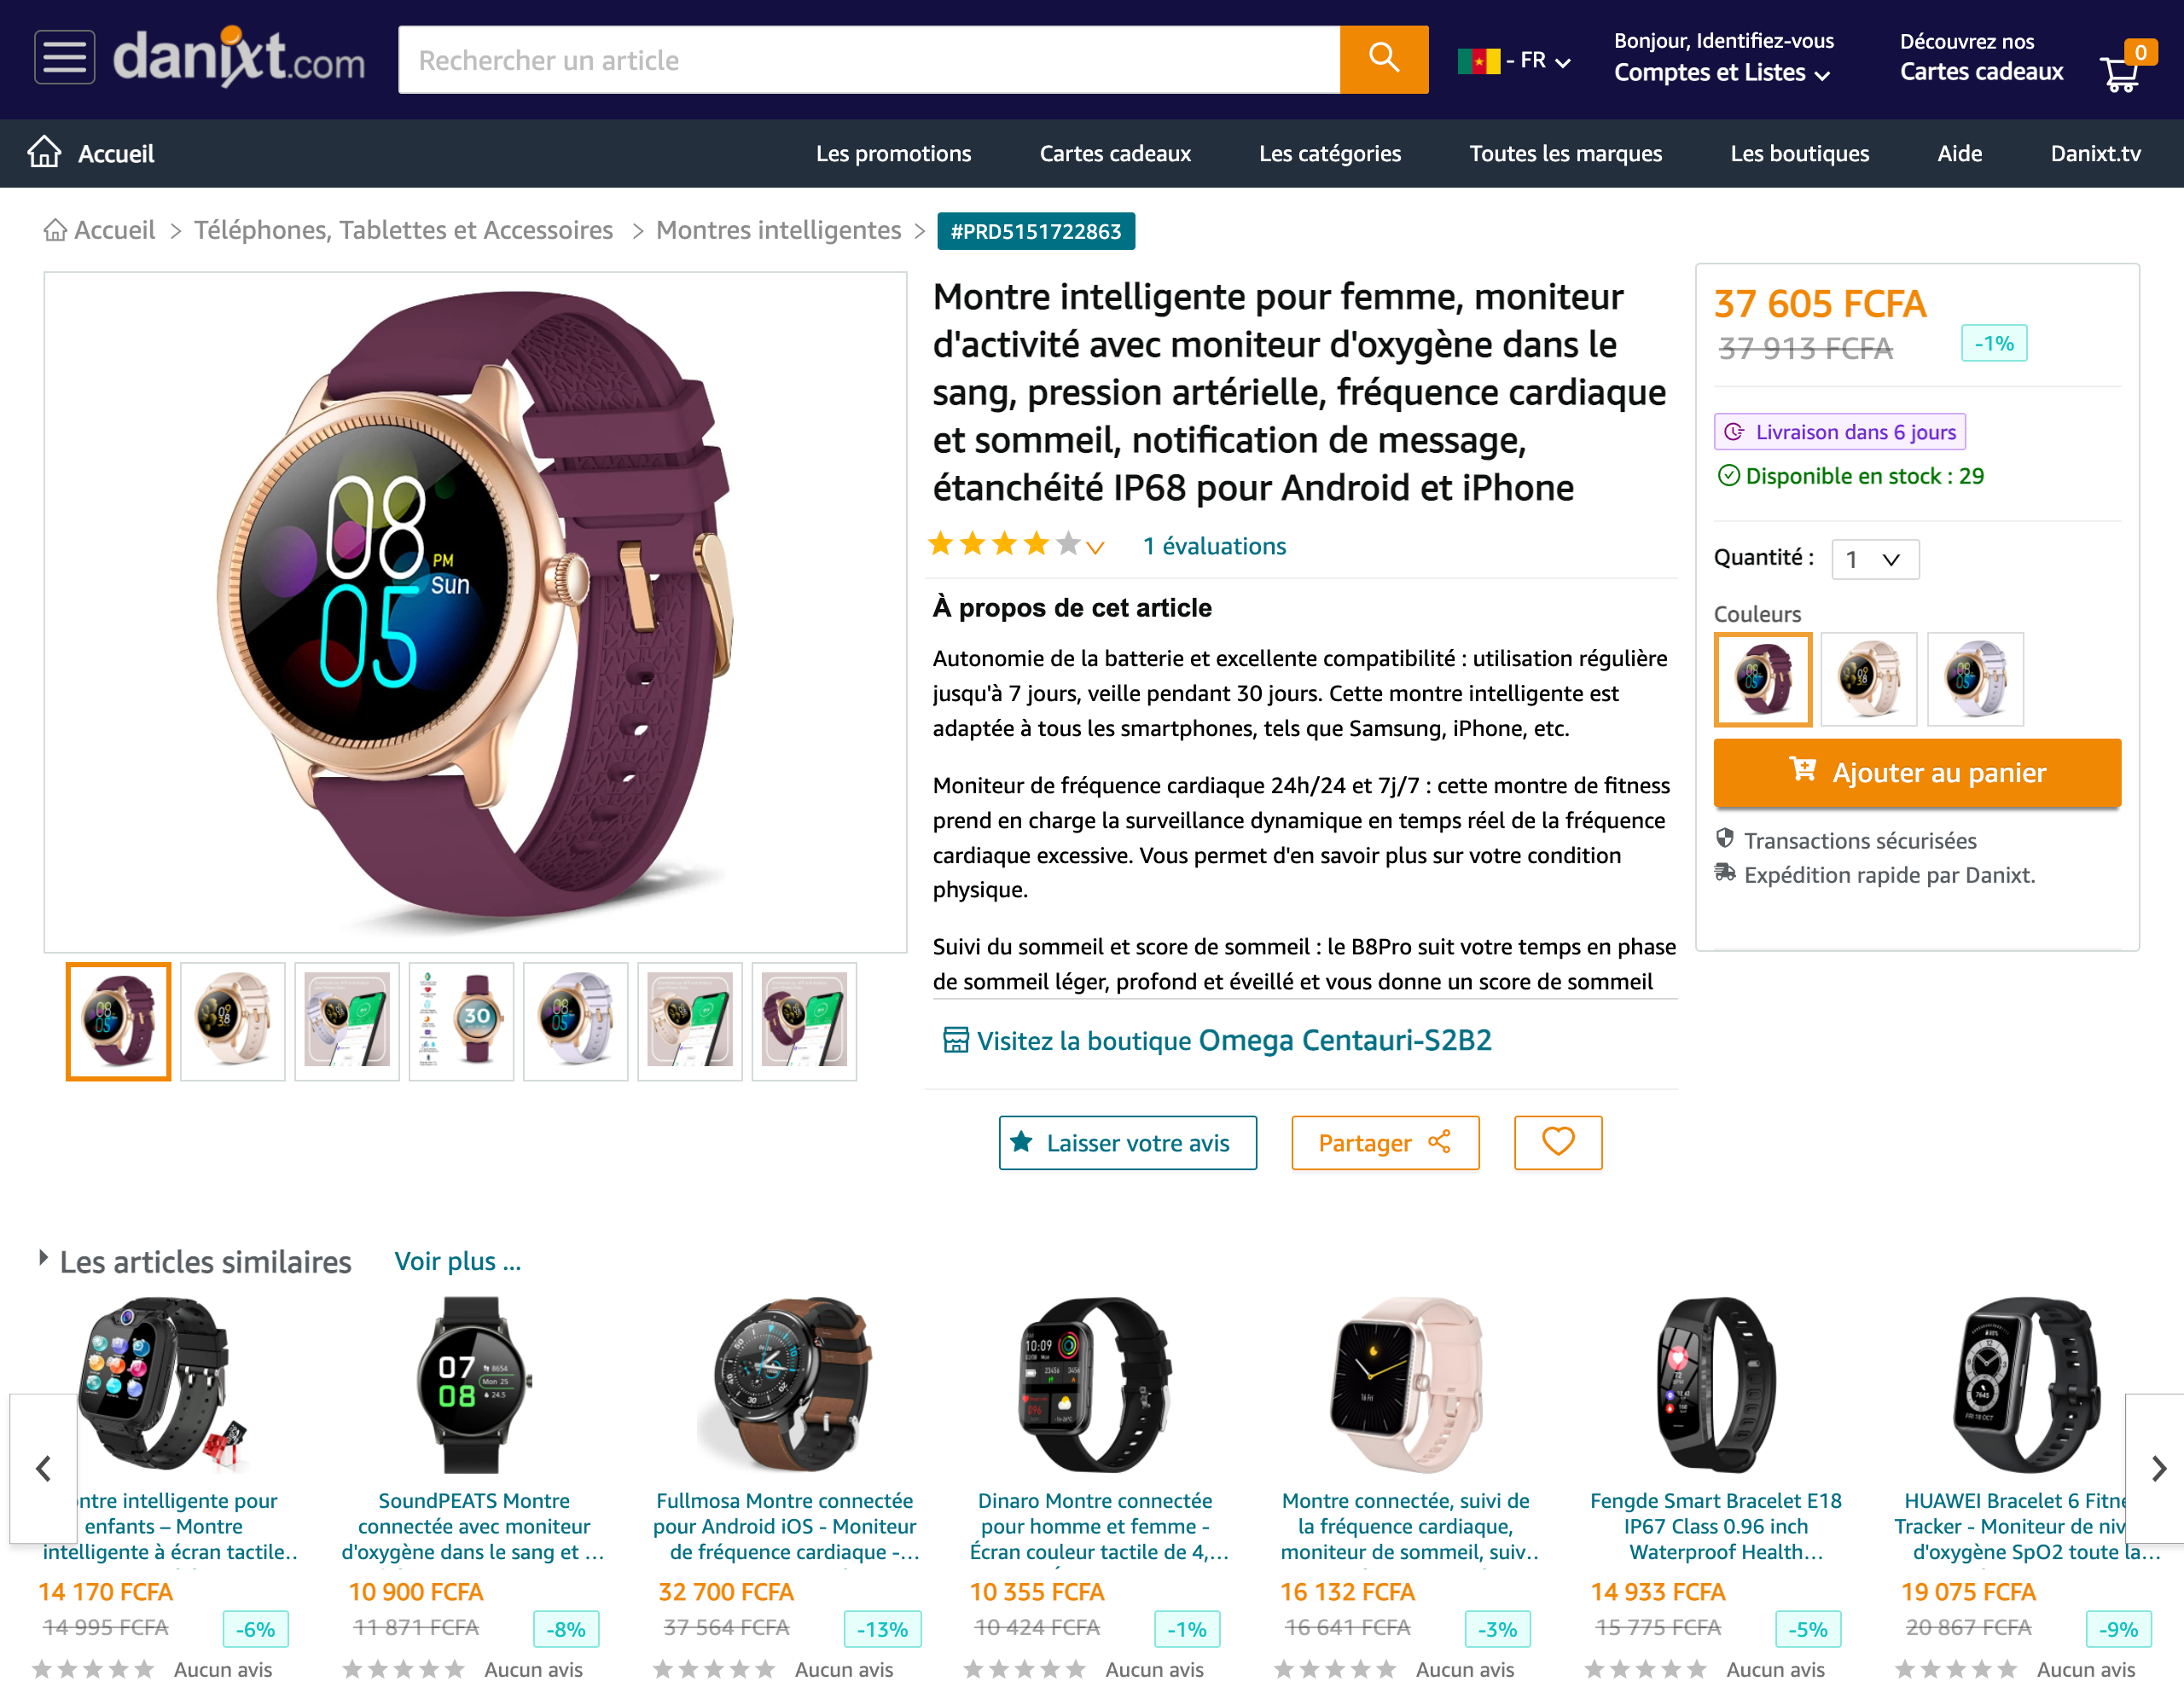 danixt.com
Rechercher un article
- FR
Bonjour, Identifiez-vous
Comptes et Listes
Découvrez nos
Cartes cadeaux
0
Accueil
Les promotions
Cartes cadeaux
Les catégories
Toutes les marques
Les boutiques
Aide
Danixt.tv
Accueil > Téléphones, Tablettes et Accessoires > Montres intelligentes > #PRD5151722863
08
PM
Sun
05
Montre intelligente pour femme, moniteur
d'activité avec moniteur d'oxygène dans le
sang, pression artérielle, fréquence cardiaque
et sommeil, notification de message,
étanchéité IP68 pour Android et iPhone
1 évaluations
À propos de cet article
Autonomie de la batterie et excellente compatibilité : utilisation régulière
jusqu'à 7 jours, veille pendant 30 jours. Cette montre intelligente est
adaptée à tous les smartphones, tels que Samsung, iPhone, etc.
Moniteur de fréquence cardiaque 24h/24 et 7j/7 : cette montre de fitness
prend en charge la surveillance dynamique en temps réel de la fréquence
cardiaque excessive. Vous permet d'en savoir plus sur votre condition
physique.
Suivi du sommeil et score de sommeil : le B8Pro suit votre temps en phase
de sommeil léger, profond et éveillé et vous donne un score de sommeil
Visitez la boutique Omega Centauri-S2B2
Laisser votre avis
Partager
37 605 FCFA
37 913 FCFA
-1%
Livraison dans 6 jours
Disponible en stock : 29
Quantité :
1
Couleurs
Ajouter au panier
Transactions sécurisées
Expédition rapide par Danixt.
Les articles similaires
Voir plus ...
ntre intelligente pour
enfants – Montre
intelligente à écran tactile..
14 170 FCFA
14 995 FCFA
-6%
Aucun avis
07
08
8654
Mon 25
24.5
SoundPEATS Montre
connectée avec moniteur
d'oxygène dans le sang et ...
10 900 FCFA
11 871 FCFA
-8%
Aucun avis
Fullmosa Montre connectée
pour Android iOS - Moniteur
de fréquence cardiaque -...
32 700 FCFA
37 564 FCFA
-13%
Aucun avis
10:09
Dinaro Montre connectée
pour homme et femme -
Écran couleur tactile de 4,...
10 355 FCFA
10 424 FCFA
-1%
Aucun avis
16 Fri
Montre connectée, suivi de
la fréquence cardiaque,
moniteur de sommeil, suiv..
16 132 FCFA
16 641 FCFA
-3%
Aucun avis
Fengde Smart Bracelet E18
IP67 Class 0.96 inch
Waterproof Health...
14 933 FCFA
15 775 FCFA
-5%
Aucun avis
FRI 18 OCT
HUAWEI Bracelet 6 Fitne
Tracker - Moniteur de niv
d'oxygène SpO2 toute la...
19 075 FCFA
20 867 FCFA
-9%
Aucun avis